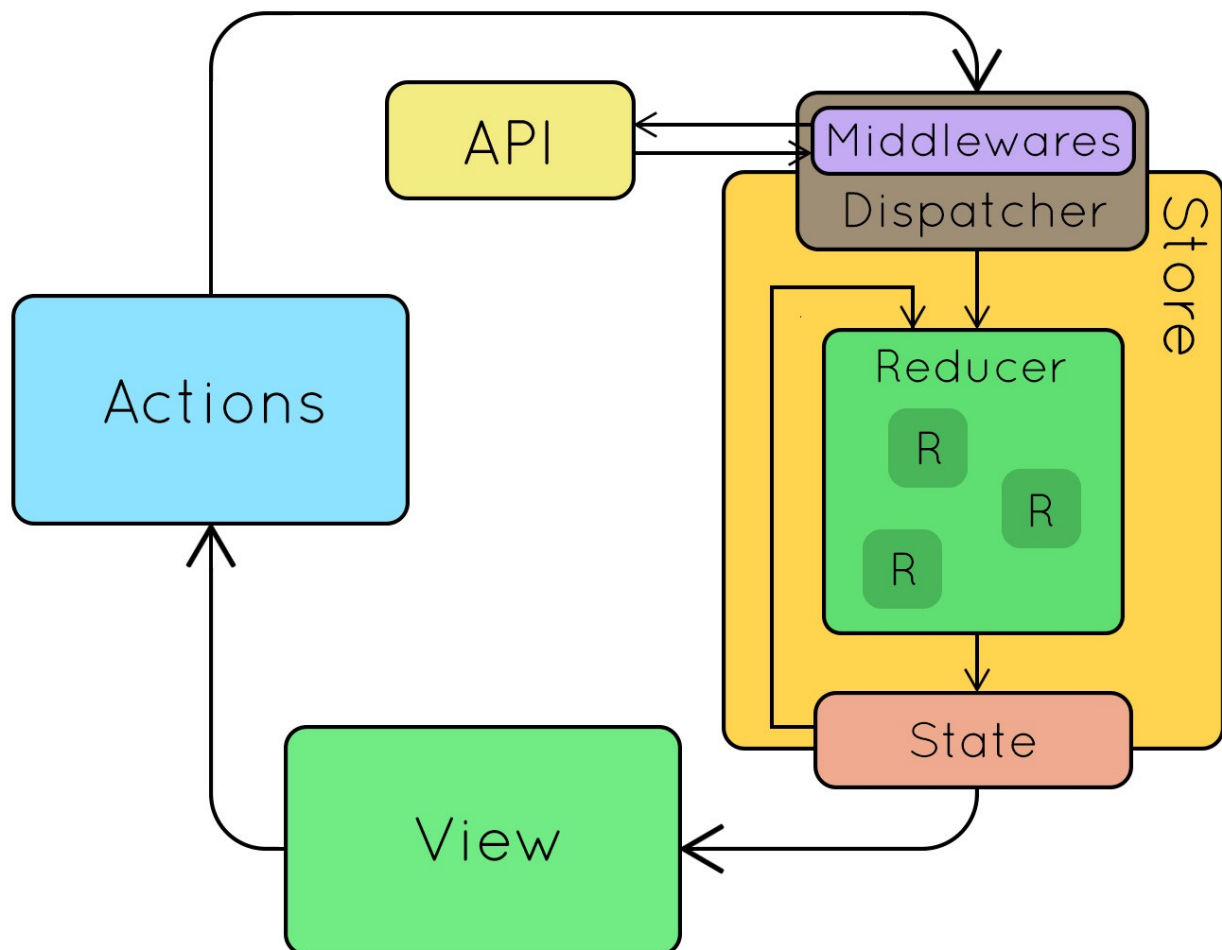 API
Middlewares
Dispatcher
Store
Actions
Reducer
R
R
R
State
View